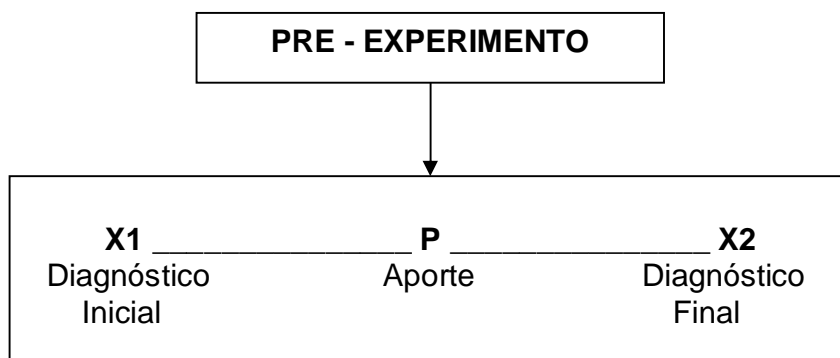 PRE - EXPERIMENTO
X1 _______________ P _______________ X2
Diagnóstico Aporte Diagnóstico
Inicial Final